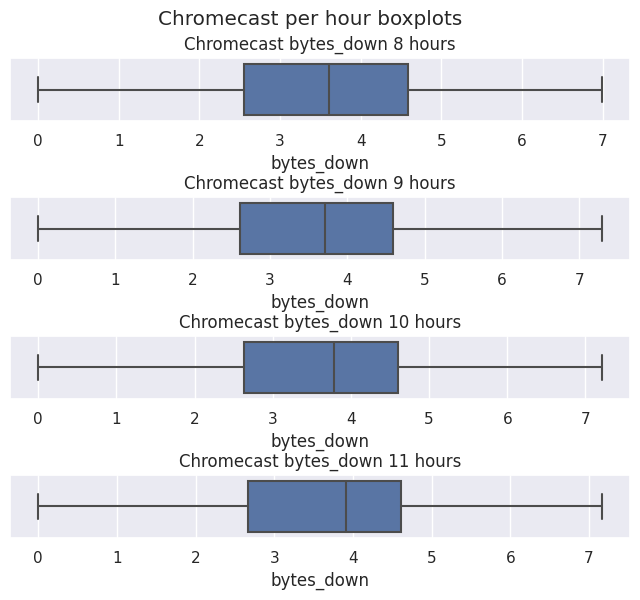 Chromecast per hour boxplots
Chromecast bytes_down 8 hours
0 1 2 3 4 5 6 7
bytes_down
Chromecast bytes_down 9 hours
0 1 2 3 4 5 6 7
bytes_down
Chromecast bytes_down 10 hours
0 1 2 3 4 5 6 7
bytes_down
Chromecast bytes_down 11 hours
0 1 2 3 4 5 6 7
bytes_down